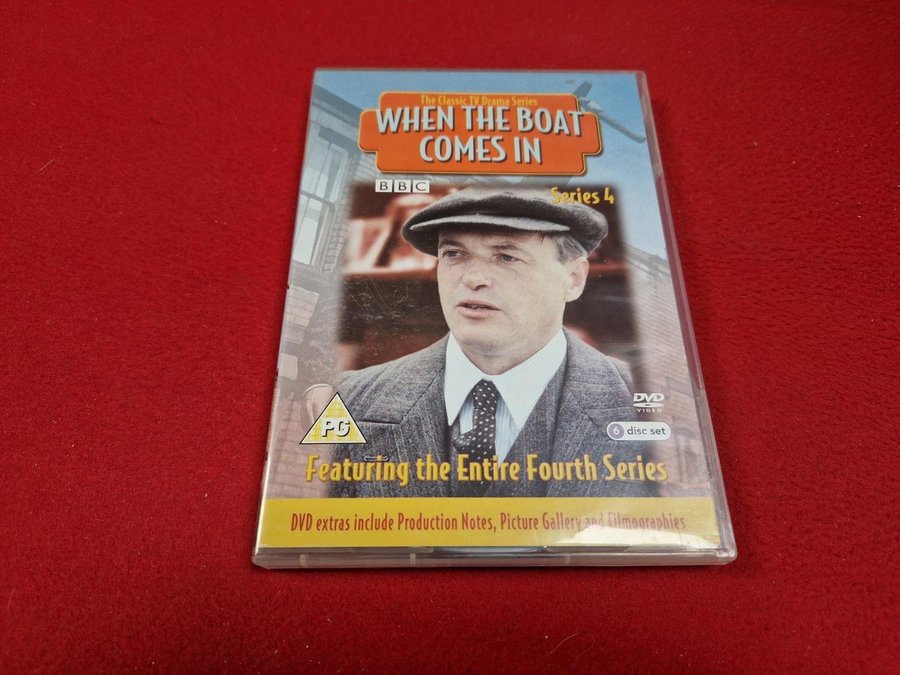 The Classic TV Drama Series
WHEN THE BOAT
COMES IN
BBC
Series 4
DVD
VIDEO
PG
6 disc set
Featuring the Entire Fourth Series
DVD extras include Production Notes, Picture Gallery and Filmographies